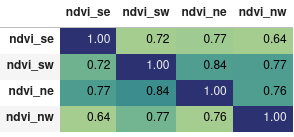 ndvi_se ndvi_sw ndvi_ne ndvi_nw
ndvi_se 1.00 0.72 0.77 0.64
ndvi_sw 0.72 1.00 0.84 0.77
ndvi_ne 0.77 0.84 1.00 0.76
ndvi_nw 0.64 0.77 0.76 1.00